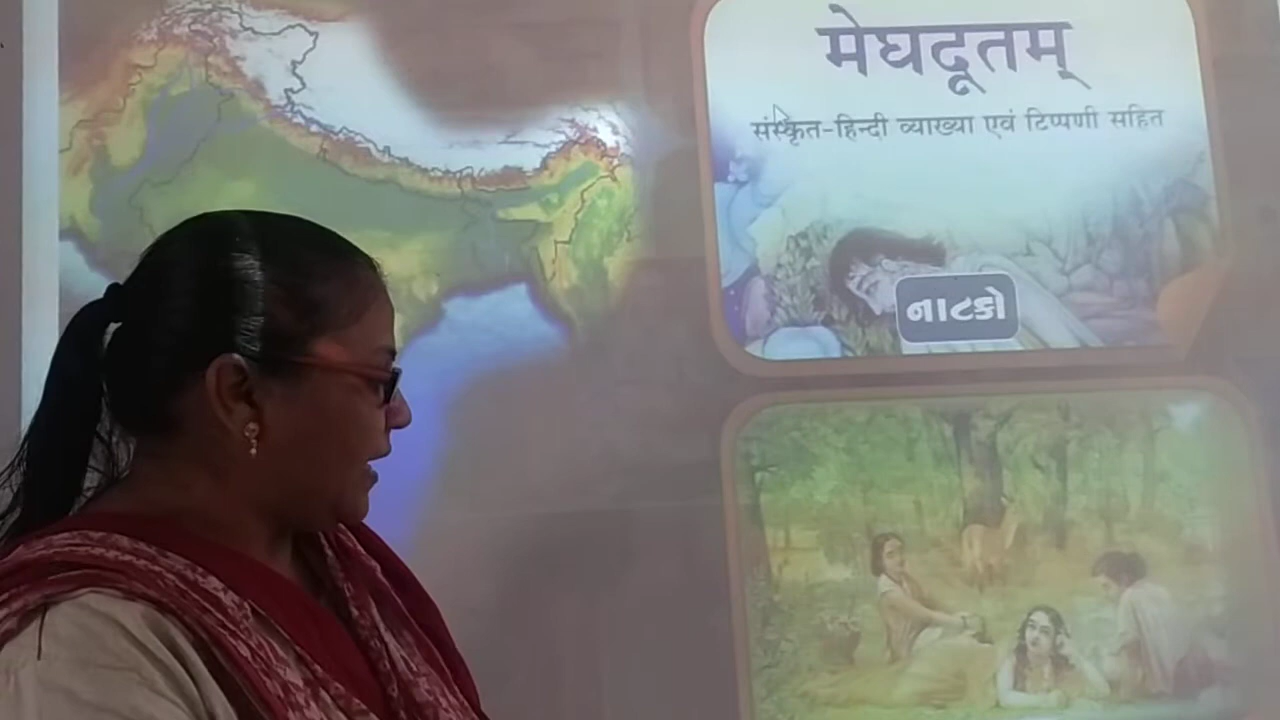 मेघदूतम्
संस्कृत-हिन्दी व्याख्या एवं टिप्पणी सहित
નાટકો